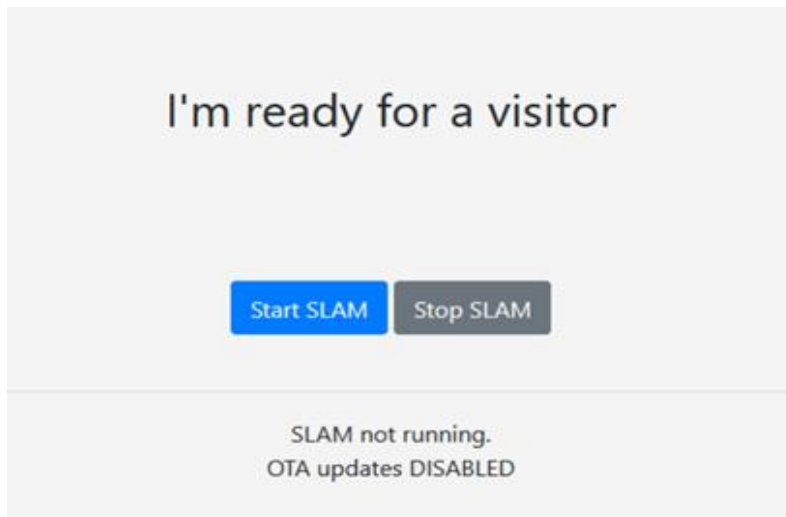 I'm ready for a visitor
Start SLAM Stop SLAM
SLAM not running.
OTA updates DISABLED